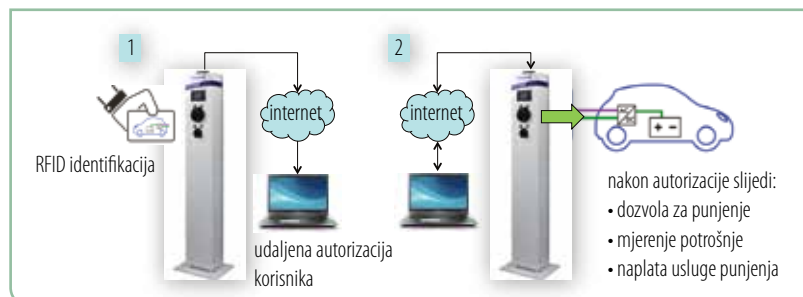 1
RFID identifikacija
internet
udaljena autorizacija
korisnika
2
internet
+ −
nakon autorizacije slijedi:
• dozvola za punjenje
• mjerenje potrošnje
• naplata usluge punjenja